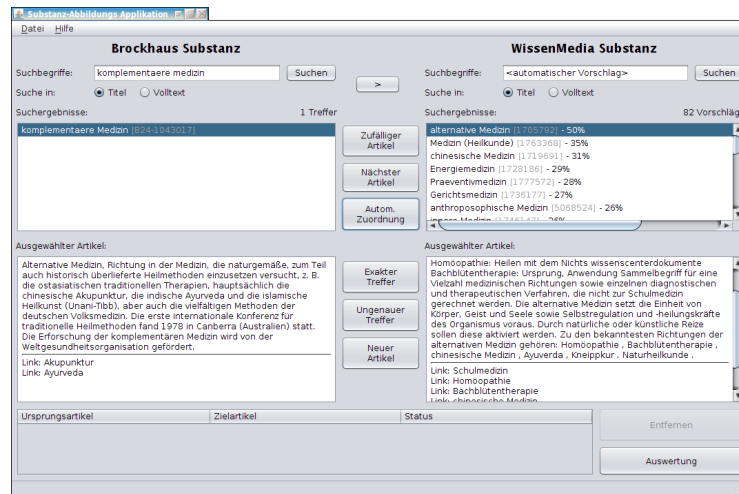 Substanz-Abbildungs Applikation
Datei Hilfe
Brockhaus Substanz
Suchbegriffe: komplementaere medizin Suchen
Suche in: Titel Volltext
Suchergebnisse: 1 Treffer
komplementaere Medizin [B24-1043017]
Ausgewählter Artikel:
Alternative Medizin, Richtung in der Medizin, die naturgemäße, zum Teil
auch historisch überlieferte Heilmethoden einzusetzen versucht, z. B.
die ostasiatischen traditionellen Therapien, hauptsächlich die
chinesische Akupunktur, die indische Ayurveda und die islamische
Heilkunst (Unani-Tibb), aber auch die vielfältigen Methoden der
deutschen Volksmedizin. Die erste internationale Konferenz für
traditionelle Heilmethoden fand 1978 in Canberra (Australien) statt.
Die Erforschung der komplementären Medizin wird von der
Weltgesundheitsorganisation gefördert.
Link: Akupunktur
Link: Ayurveda
>
Zufälliger
Artikel
Nächster
Artikel
Autom.
Zuordnung
Exakter
Treffer
Ungenauer
Treffer
Neuer
Artikel
WissenMedia Substanz
Suchbegriffe: <automatischer Vorschlag> Suchen
Suche in: Titel Volltext
Suchergebnisse: 82 Vorschläg
alternative Medizin [1705792] - 50%
Medizin (Heilkunde) [1763368] - 35%
chinesische Medizin [1719691] - 31%
Energiemedizin [1728186] - 29%
Praeventivmedizin [1777572] - 28%
Gerichtsmedizin [1736177] - 27%
anthroposophische Medizin [5068524] - 26%
innere Medizin [1746147] - 26%
Ausgewählter Artikel:
Homöopathie: Heilen mit dem Nichts wissenscenterdokumente
Bachblütentherapie: Ursprung, Anwendung Sammelbegriff für eine
Vielzahl medizinischen Richtungen sowie einzelnen diagnostischen
und therapeutischen Verfahren, die nicht zur Schulmedizin
gerechnet werden. Die alternative Medizin setzt die Einheit von
Körper, Geist und Seele sowie Selbstregulation und -heilungskräfte
des Organismus voraus. Durch natürliche oder künstliche Reize
sollen diese aktiviert werden. Zu den bekanntesten Richtungen der
alternativen Medizin gehören: Homöopathie , Bachblütentherapie ,
chinesische Medizin , Ayuverda , Kneippkur . Naturheilkunde .
Link: Schulmedizin
Link: Homöopathie
Link: Bachblütentherapie
Link: chinesische Medizin
Ursprungsartikel Zielartikel Status
Entfernen
Auswertung